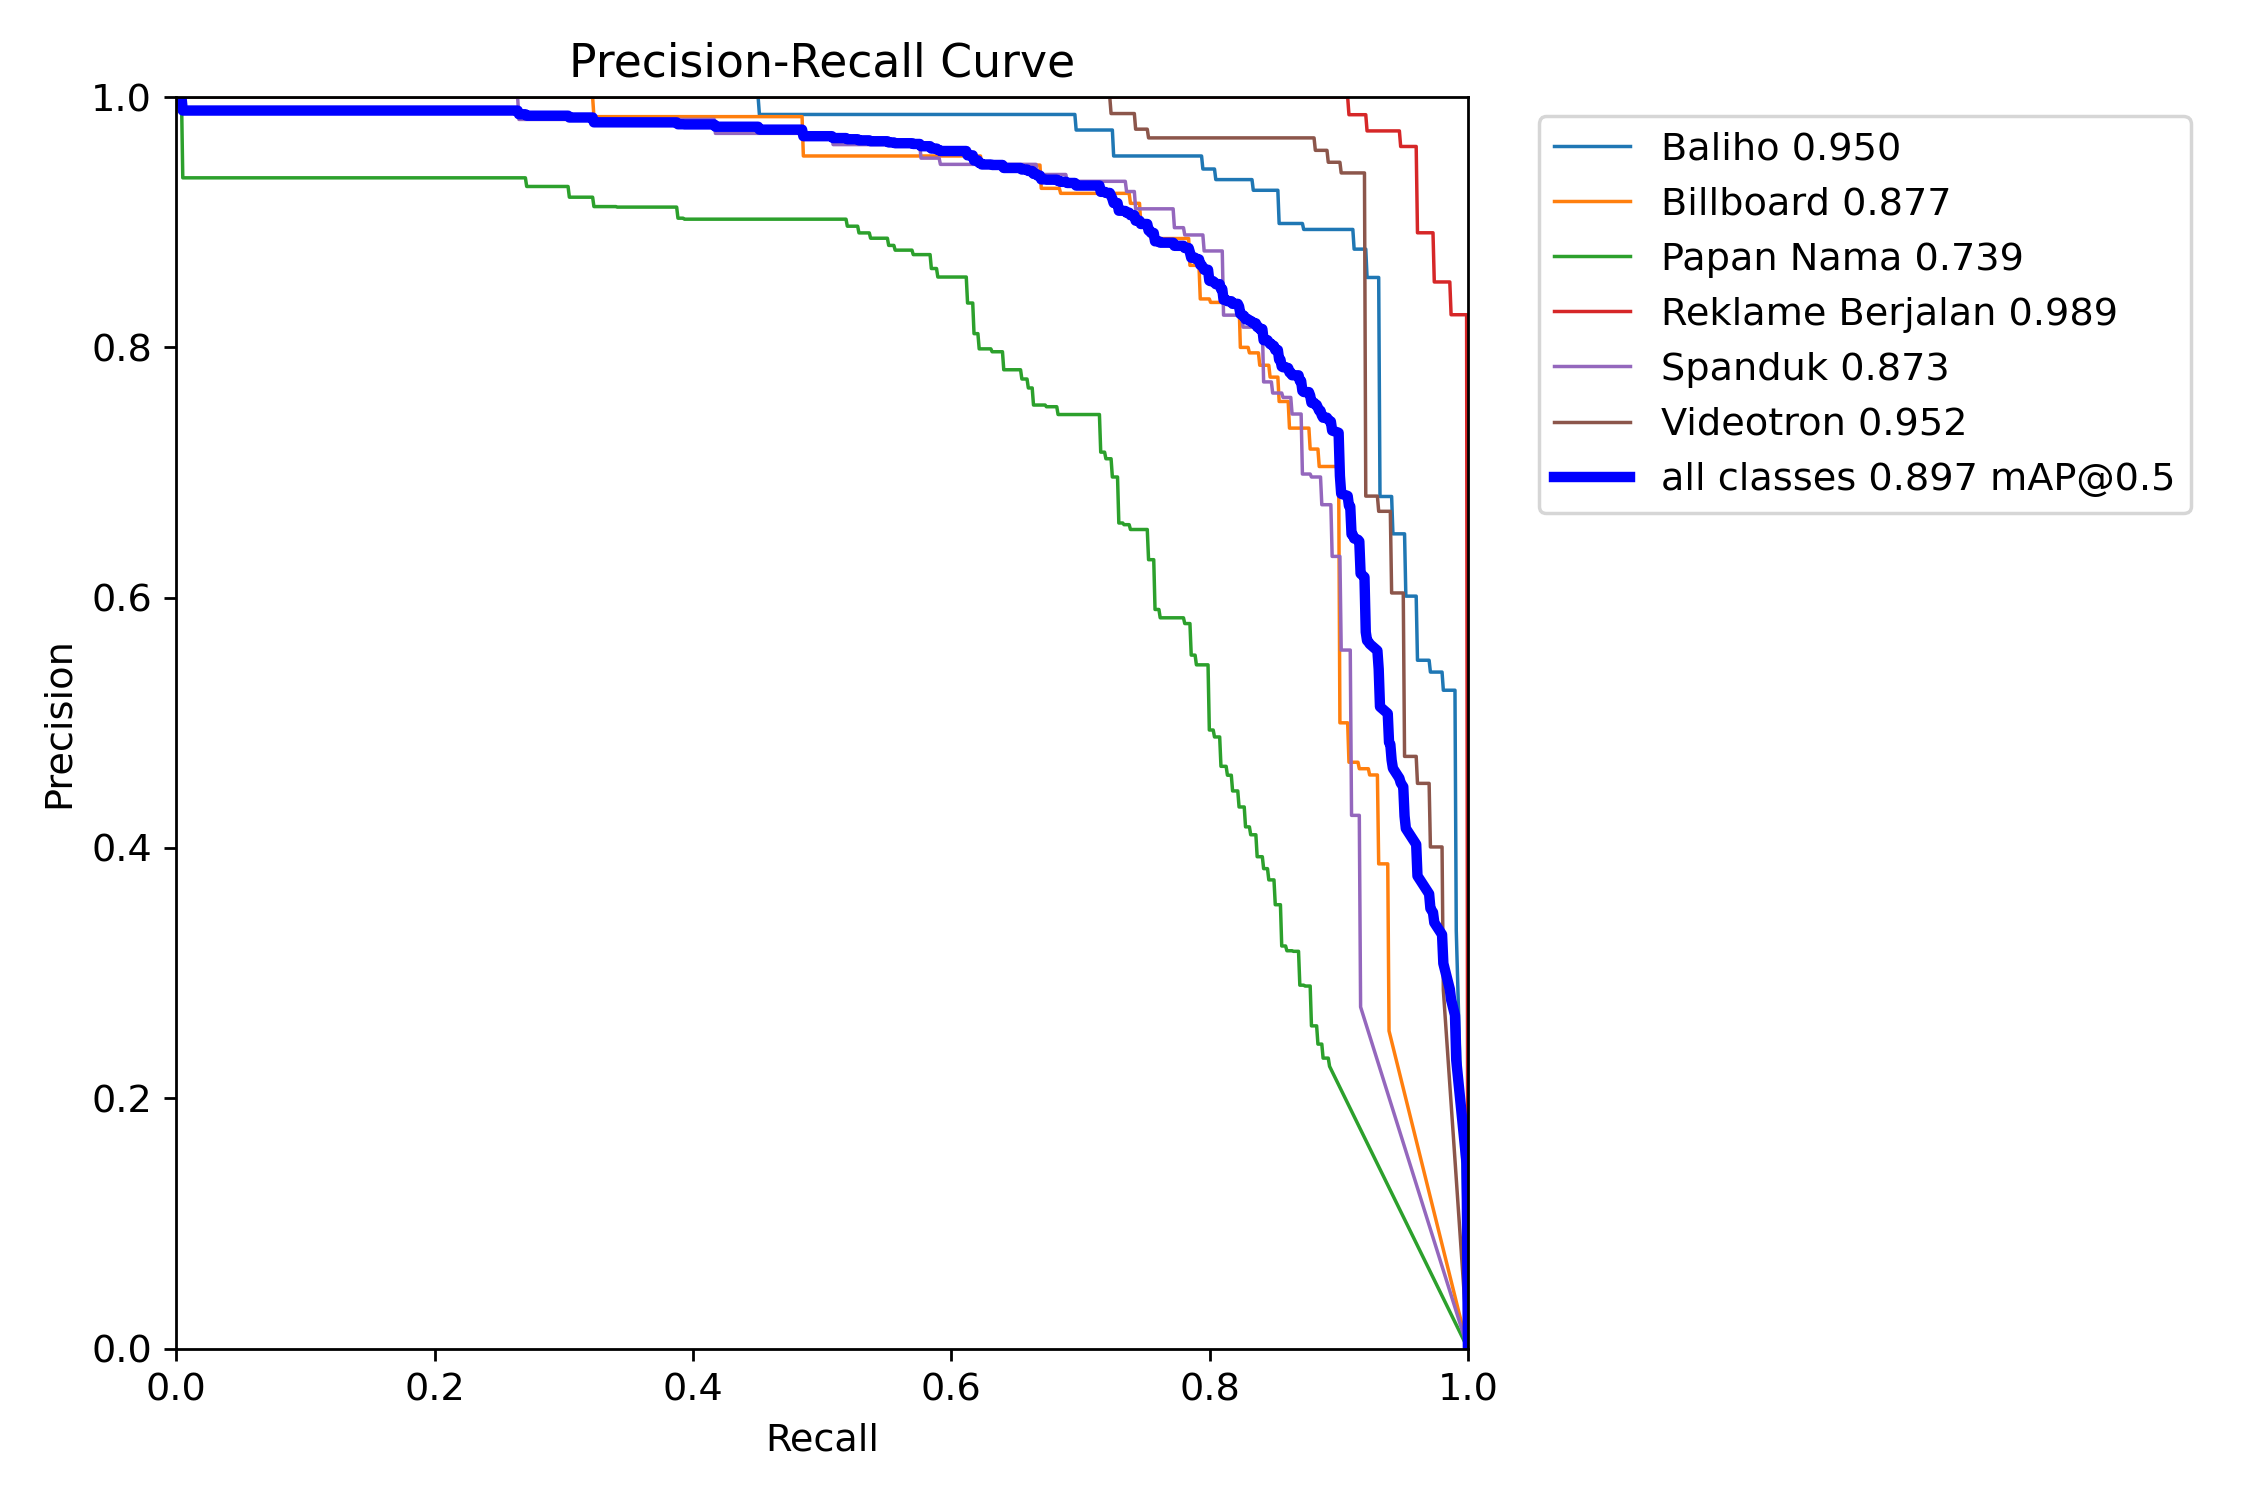 Precision-Recall Curve
1.0
0.8
0.6
0.4
0.2
0.0
Precision
0.0 0.2 0.4 0.6 0.8 1.0
Recall
Baliho 0.950
Billboard 0.877
Papan Nama 0.739
Reklame Berjalan 0.989
Spanduk 0.873
Videotron 0.952
all classes 0.897 mAP@0.5